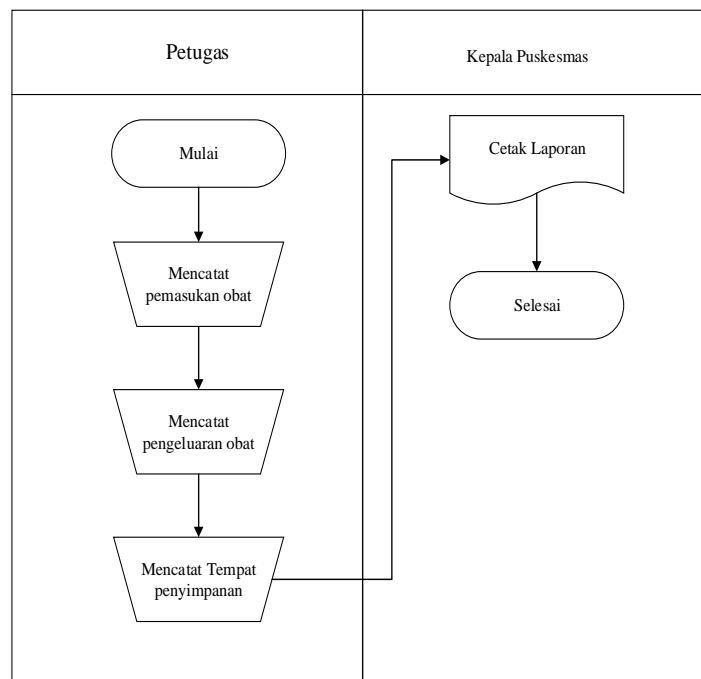 Petugas
Kepala Puskesmas
Mulai
Mencatat
pemasukan obat
Mencatat
pengeluaran obat
Mencatat Tempat
penyimpanan
Cetak Laporan
Selesai